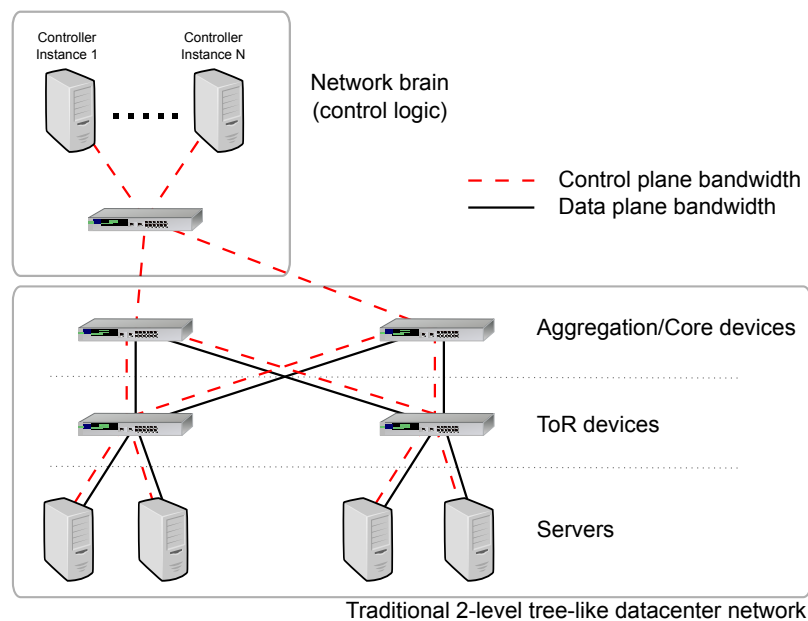 Controller
Instance 1
Controller
Instance N
Network brain
(control logic)
Control plane bandwidth
Data plane bandwidth
Aggregation/Core devices
ToR devices
Servers
Traditional 2-level tree-like datacenter network